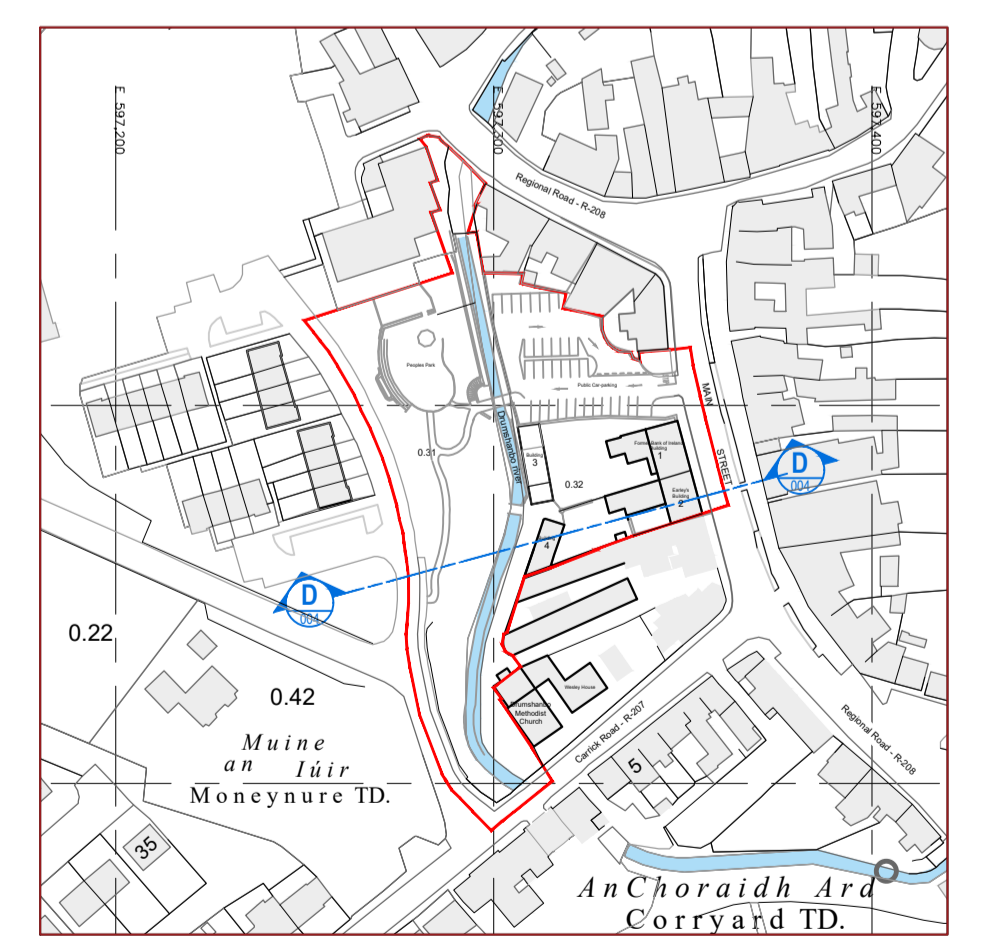 E 597,200
E 597,300
E 597,400
Regional Road - R-208
Peoples Park
Public Car-parking
MAIN
STREET
Drumshanbo river
0.31
Building
3
Former Bank of Ireland
Building
1
0.32
Earley's
Building
2
D
004
4
D
004
0.22
0.42
Wesley House
Drumshanbo
Methodist
Church
Carrick Road - R-207
Regional Road - R-208
Muine
an Iúir
Moneynure TD.
5
35
AnChoraidh Ard
Corryard TD.